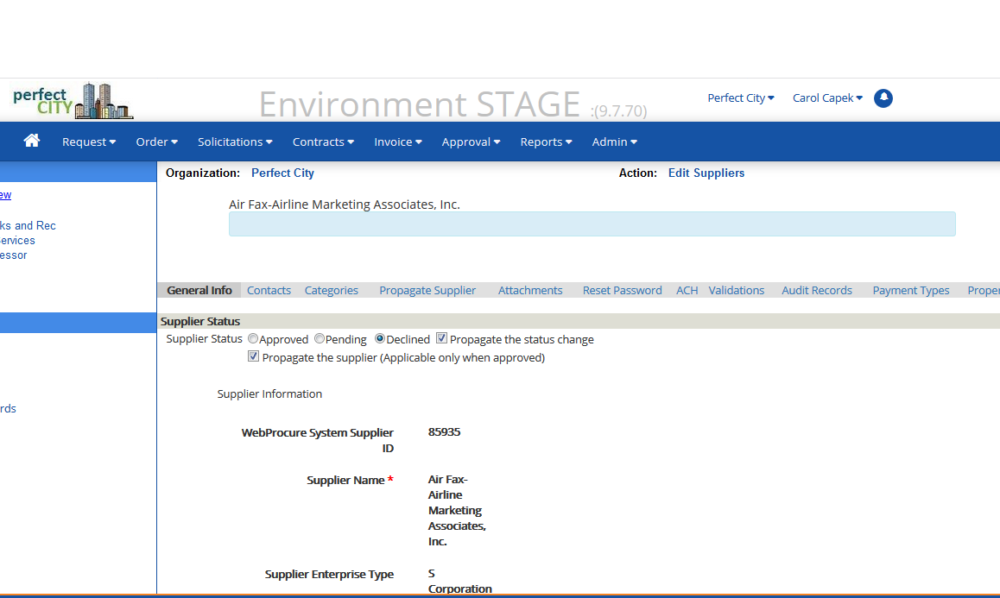 perfect
CITY
Environment STAGE :(9.7.70)
Perfect City
Carol Capek
Request
Order
Solicitations
Contracts
Invoice
Approval
Reports
Admin
ew
ks and Rec
ervices
essor
rds
Organization: Perfect City
Action: Edit Suppliers
Air Fax-Airline Marketing Associates, Inc.
General Info Contacts Categories Propagate Supplier Attachments Reset Password ACH Validations Audit Records Payment Types Proper
Supplier Status
Supplier Status Approved Pending Declined Propagate the status change
Propagate the supplier (Applicable only when approved)
Supplier Information
WebProcure System Supplier
ID
85935
Supplier Name *
Air Fax-
Airline
Marketing
Associates,
Inc.
Supplier Enterprise Type
S
Corporation